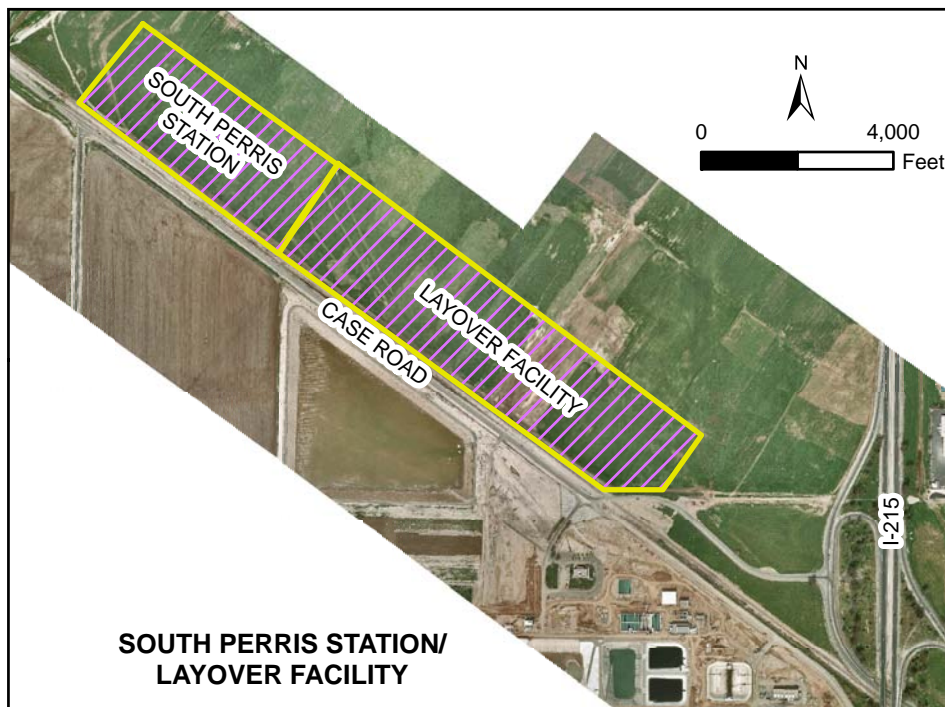 N
0 4,000
Feet
SOUTH PERRIS
STATION
LAYOVER FACILITY
CASE ROAD
I-215
SOUTH PERRIS STATION/
LAYOVER FACILITY